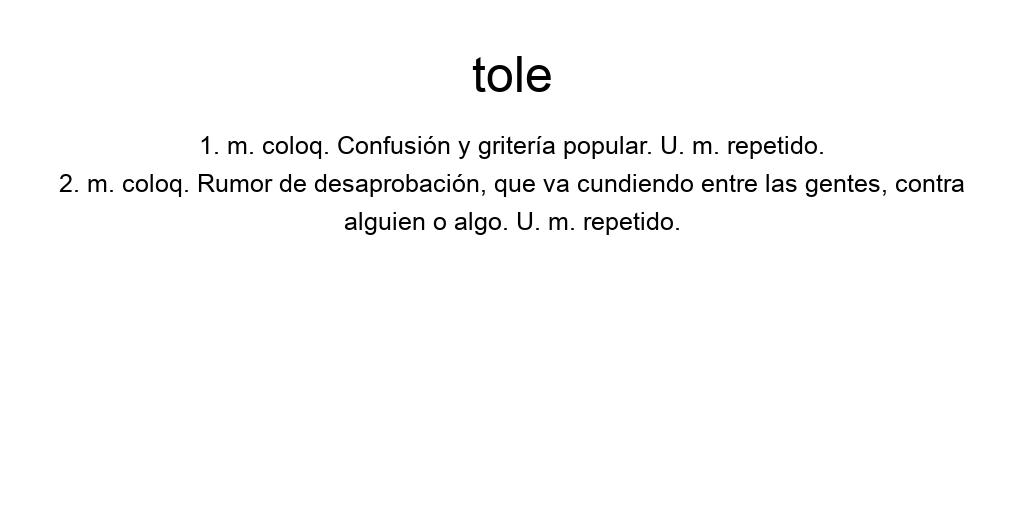 tole
1. m. coloq. Confusión y gritería popular. U. m. repetido.
2. m. coloq. Rumor de desaprobación, que va cundiendo entre las gentes, contra
alguien o algo. U. m. repetido.